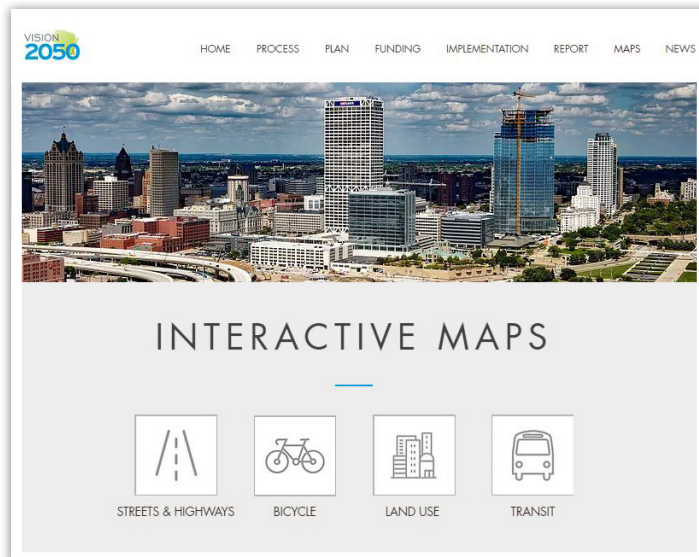 VISION
2050
HOME PROCESS PLAN FUNDING IMPLEMENTATION REPORT MAPS NEWS
INTERACTIVE MAPS
STREETS & HIGHWAYS BICYCLE LAND USE TRANSIT